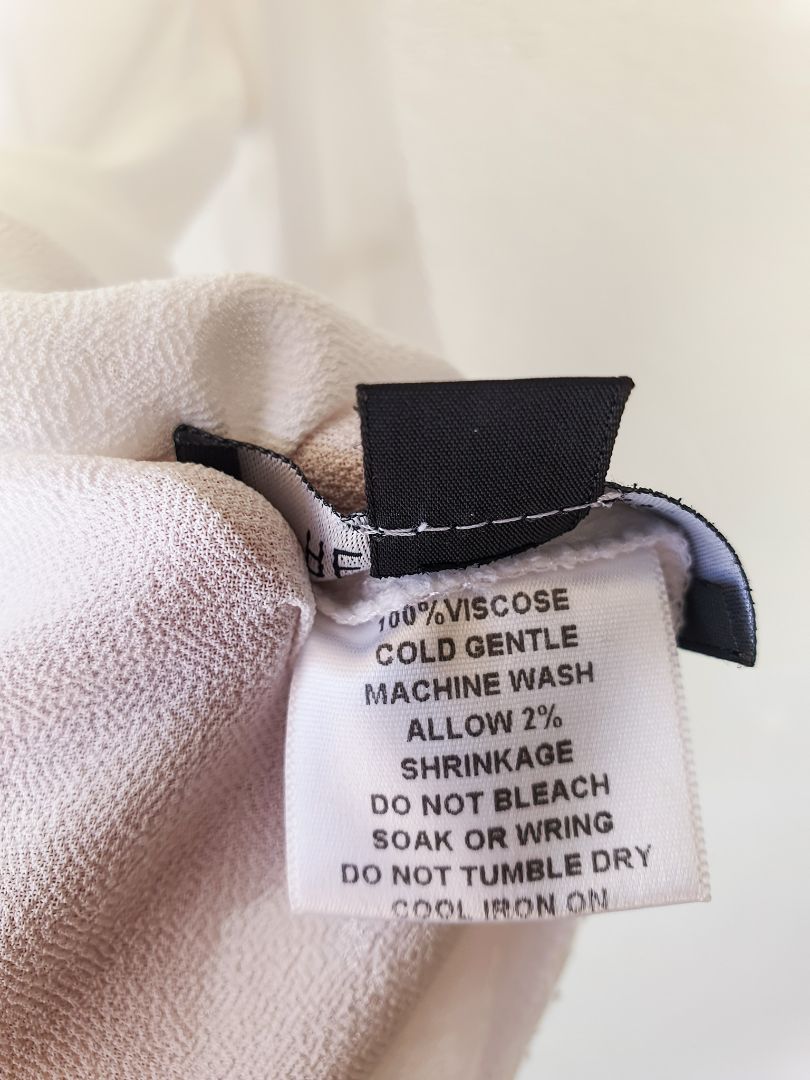 100%VISCOSE
COLD GENTLE
MACHINE WASH
ALLOW 2%
SHRINKAGE
DO NOT BLEACH
SOAK OR WRING
DO NOT TUMBLE DRY
COOL IRON ON